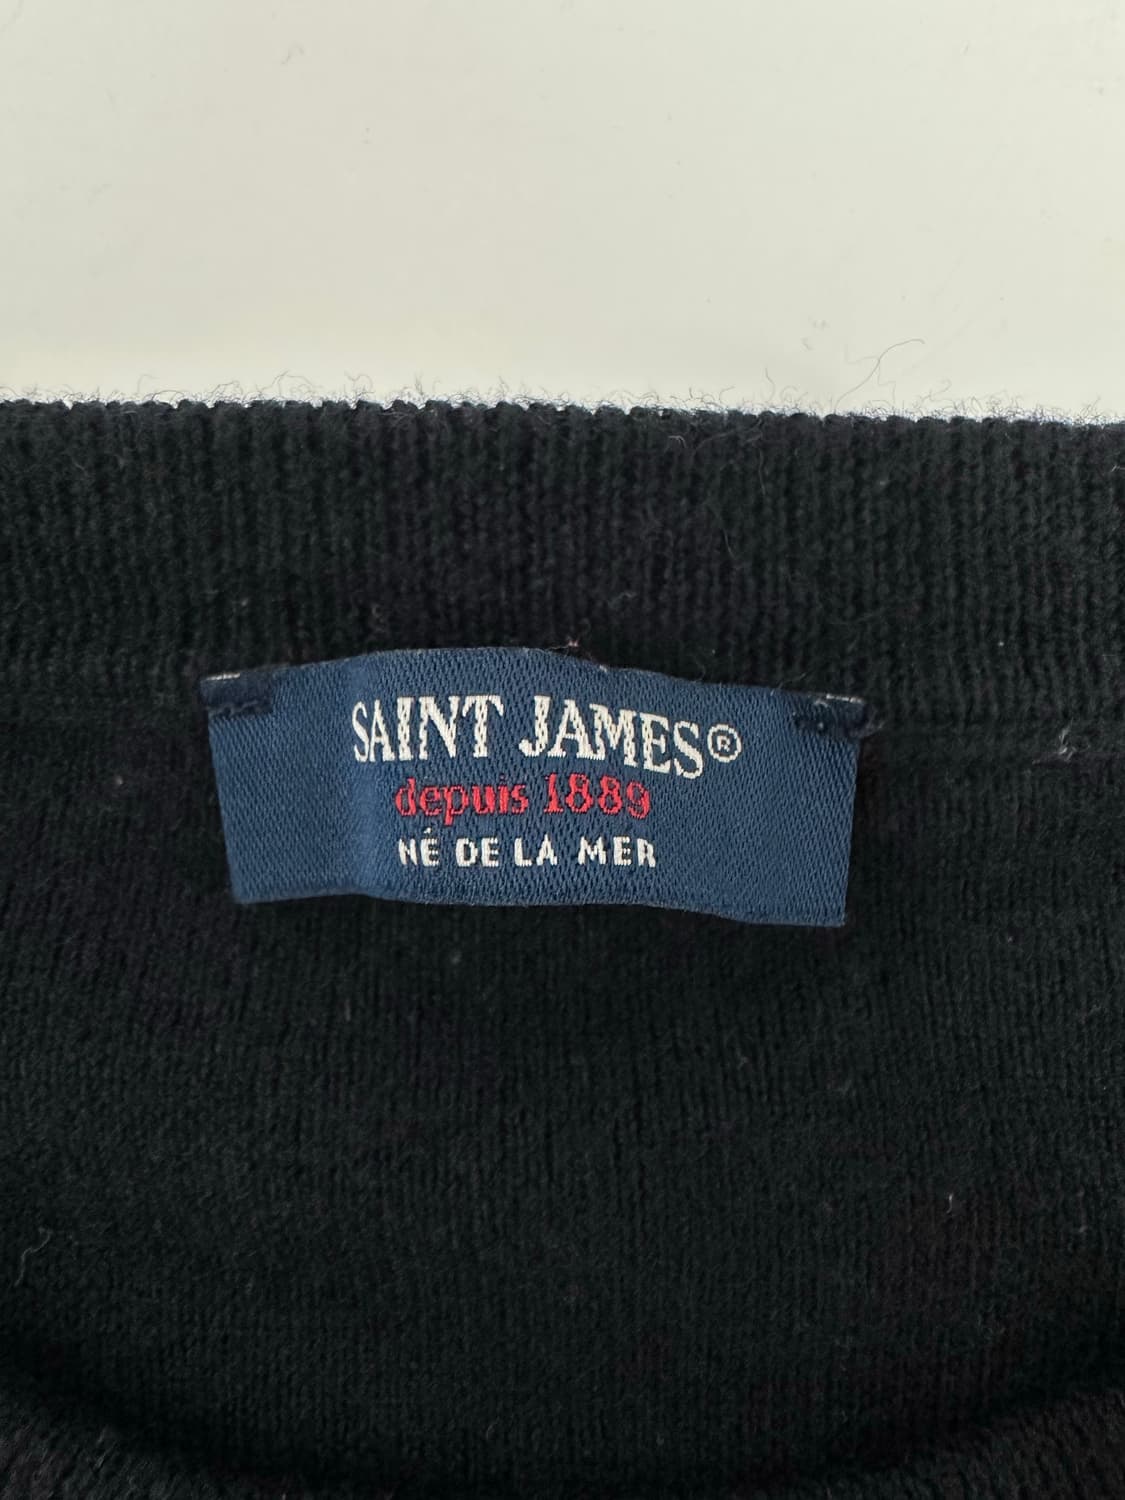 SAINT JAMES®
depuis 1889
NÉ DE LA MER